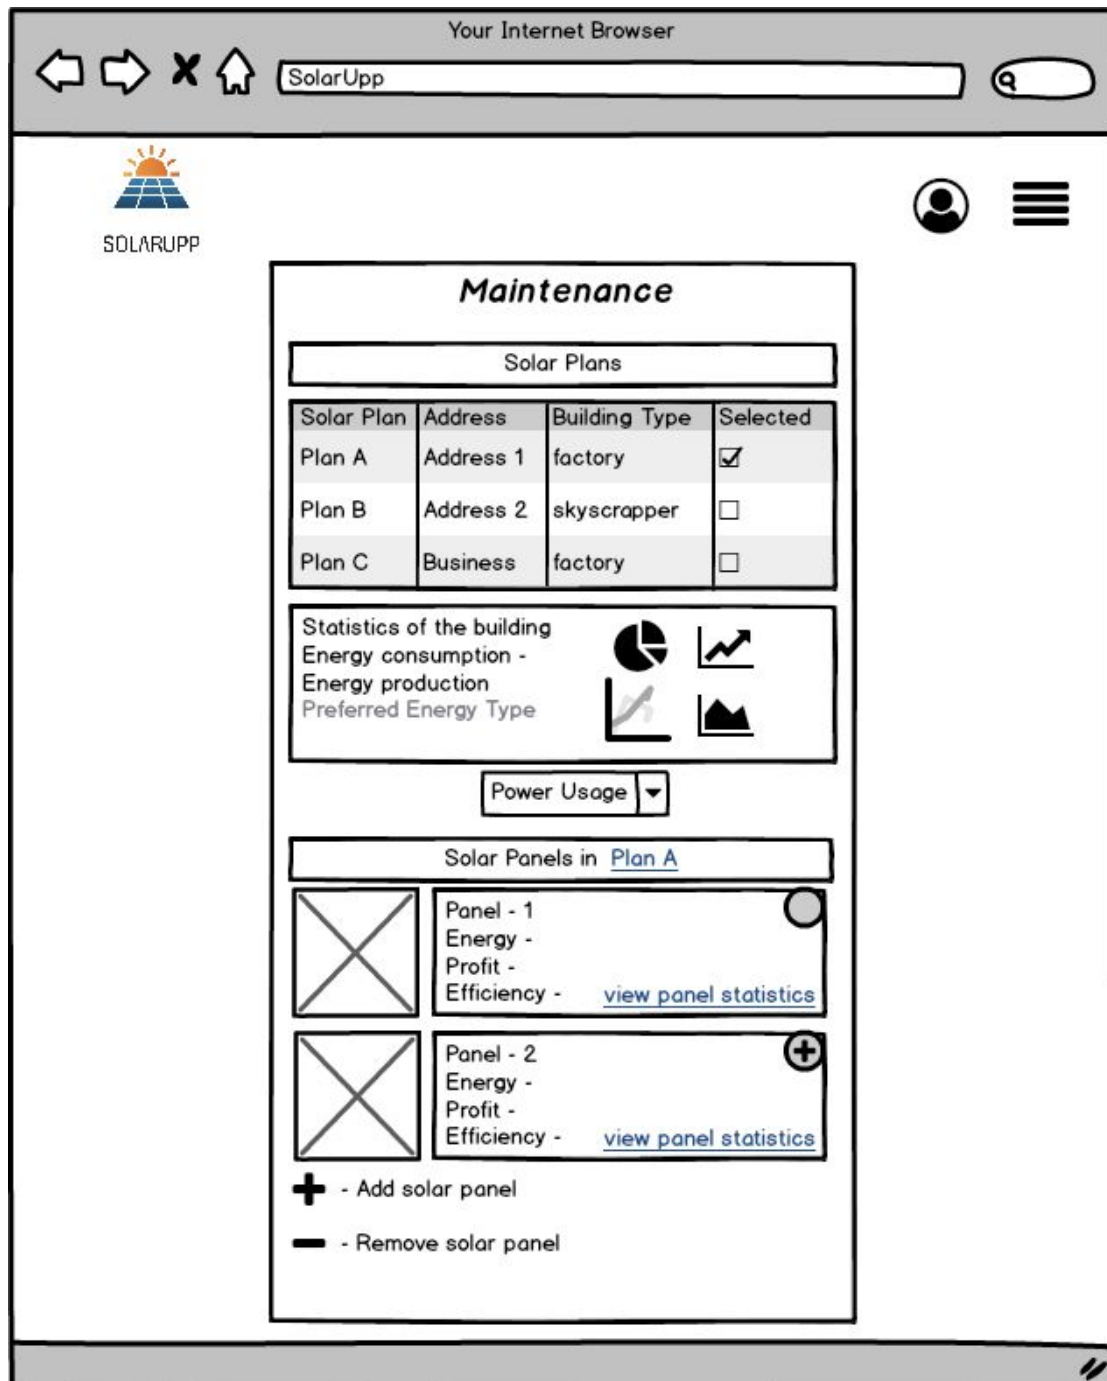 Your Internet Browser
SolarUpp
SOLARUPP
Maintenance
Solar Plans
Solar Plan Address Building Type Selected
Plan A Address 1 factory
Plan B Address 2 skyscrapper
Plan C Business factory
Statistics of the building
Energy consumption -
Energy production
Preferred Energy Type
Power Usage
Solar Panels in Plan A
Panel - 1
Energy -
Profit -
Efficiency - view panel statistics
Panel - 2
Energy -
Profit -
Efficiency - view panel statistics
- Add solar panel
- Remove solar panel